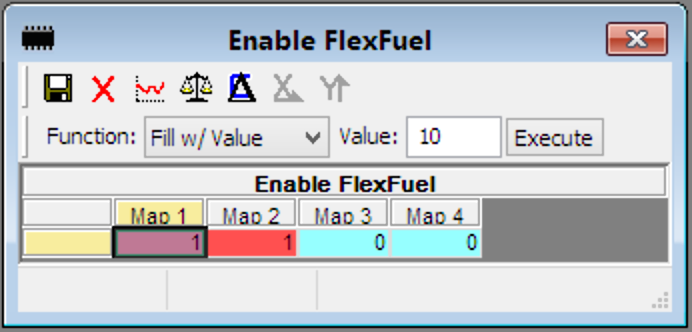 Enable FlexFuel
Function: Fill w/ Value Value: 10 Execute
Enable FlexFuel
Map 1 Map 2 Map 3 Map 4
1 1 0 0